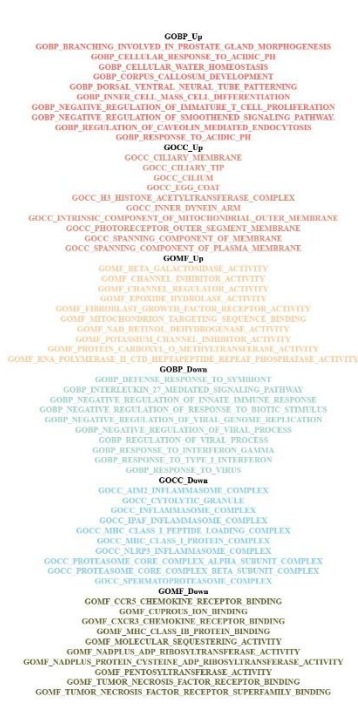 GOBP_Up
GOBP_BRANCHING_INVOLVED_IN_PROSTATE_GLAND_MORPHOGENESIS
GOBP_CELLULAR_RESPONSE_TO_ACIDIC_PH
GOBP_CELLULAR_WATER_HOMEOSTASIS
GOBP_CORPUS_CALLOSUM_DEVELOPMENT
GOBP_DORSAL_VENTRAL_NEURAL_TUBE_PATTERNING
GOBP_INNER_CELL_MASS_CELL_DIFFERENTIATION
GOBP_NEGATIVE_REGULATION_OF_IMMATURE_T_CELL_PROLIFERATION
GOBP_NEGATIVE_REGULATION_OF_SMOOTHENED_SIGNALING_PATHWAY
GOBP_REGULATION_OF_CAVEOLIN_MEDIATED_ENDOCYTOSIS
GOBP_RESPONSE_TO_ACIDIC_PH
GOCC_Up
GOCC_CILIARY_MEMBRANE
GOCC_CILIARY_TIP
GOCC_CILIUM
GOCC_EGG_COAT
GOCC_H3_HISTONE_ACETYLTRANSFERASE_COMPLEX
GOCC_INNER_DYNEIN_ARM
GOCC_INTRINSIC_COMPONENT_OF_MITOCHONDRIAL_OUTER_MEMBRANE
GOCC_PHOTORECEPTOR_OUTER_SEGMENT_MEMBRANE
GOCC_SPANNING_COMPONENT_OF_MEMBRANE
GOCC_SPANNING_COMPONENT_OF_PLASMA_MEMBRANE
GOMF_Up
GOMF_BETA_GALACTOSIDASE_ACTIVITY
GOMF_CHANNEL_INHIBITOR_ACTIVITY
GOMF_CHANNEL_REGULATOR_ACTIVITY
GOMF_EPOXIDE_HYDROLASE_ACTIVITY
GOMF_FIBROBLAST_GROWTH_FACTOR_RECEPTOR_ACTIVITY
GOMF_MITOCHONDRION_TARGETING_SEQUENCE_BINDING
GOMF_NAD_RETINOL_DEHYDROGENASE_ACTIVITY
GOMF_POTASSIUM_CHANNEL_INHIBITOR_ACTIVITY
GOMF_PROTEIN_CARBOXYL_O_METHYLTRANSFERASE_ACTIVITY
GOMF_RNA_POLYMERASE_II_CTD_HEPTAPEPTIDE_REPEAT_PHOSPHATASE_ACTIVITY
GOBP_Down
GOBP_DEFENSE_RESPONSE_TO_SYMBIONT
GOBP_INTERLEUKIN_27_MEDIATED_SIGNALING_PATHWAY
GOBP_NEGATIVE_REGULATION_OF_INNATE_IMMUNE_RESPONSE
GOBP_NEGATIVE_REGULATION_OF_RESPONSE_TO_BIOTIC_STIMULUS
GOBP_NEGATIVE_REGULATION_OF_VIRAL_GENOME_REPLICATION
GOBP_NEGATIVE_REGULATION_OF_VIRAL_PROCESS
GOBP_REGULATION_OF_VIRAL_PROCESS
GOBP_RESPONSE_TO_INTERFERON_GAMMA
GOBP_RESPONSE_TO_TYPE_I_INTERFERON
GOBP_RESPONSE_TO_VIRUS
GOCC_Down
GOCC_AIM2_INFLAMMASOME_COMPLEX
GOCC_CYTOLYTIC_GRANULE
GOCC_INFLAMMASOME_COMPLEX
GOCC_IPAF_INFLAMMASOME_COMPLEX
GOCC_MHC_CLASS_I_PEPTIDE_LOADING_COMPLEX
GOCC_MHC_CLASS_I_PROTEIN_COMPLEX
GOCC_NLRP3_INFLAMMASOME_COMPLEX
GOCC_PROTEASOME_CORE_COMPLEX_ALPHA_SUBUNIT_COMPLEX
GOCC_PROTEASOME_CORE_COMPLEX_BETA_SUBUNIT_COMPLEX
GOCC_SPERMATOPROTEASOME_COMPLEX
GOMF_Down
GOMF_CCR5_CHEMOKINE_RECEPTOR_BINDING
GOMF_CUPROUS_ION_BINDING
GOMF_CXCR3_CHEMOKINE_RECEPTOR_BINDING
GOMF_MHC_CLASS_IB_PROTEIN_BINDING
GOMF_MOLECULAR_SEQUESTERING_ACTIVITY
GOMF_NADPLUS_ADP_RIBOSYLTRANSFERASE_ACTIVITY
GOMF_NADPLUS_PROTEIN_CYSTEINE_ADP_RIBOSYLTRANSFERASE_ACTIVITY
GOMF_PENTOSYLTRANSFERASE_ACTIVITY
GOMF_TUMOR_NECROSIS_FACTOR_RECEPTOR_BINDING
GOMF_TUMOR_NECROSIS_FACTOR_RECEPTOR_SUPERFAMILY_BINDING